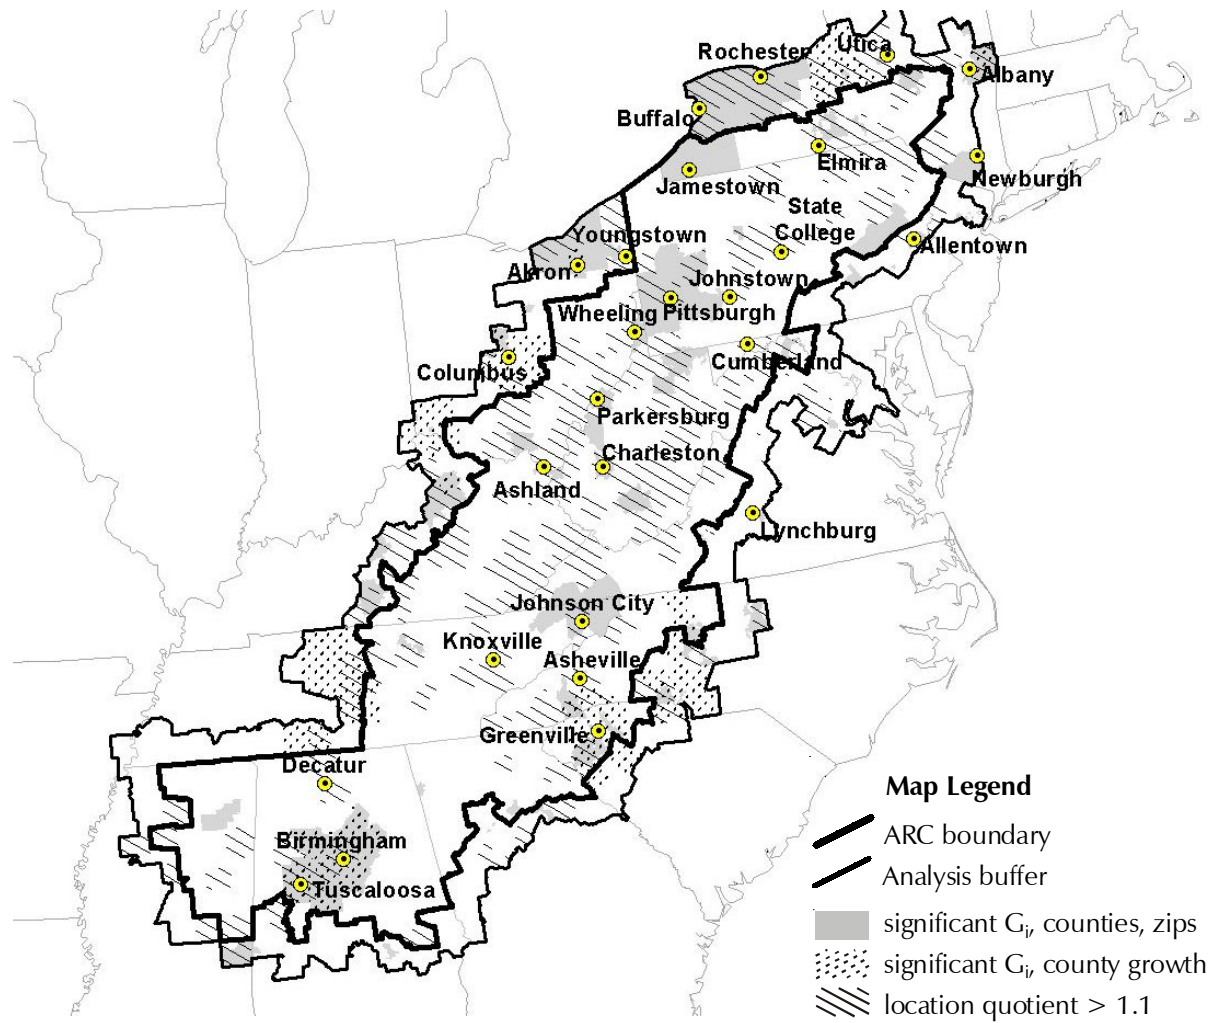 Utica
Rochester
Albany
Buffalo
Elmira
Jamestown
Newburgh
State
College
Youngstown
Allentown
Akron
Johnstown
Wheeling
Pittsburgh
Cumberland
Columbus
Parkersburg
Charleston
Ashland
Lynchburg
Johnson City
Knoxville
Asheville
Greenville
Decatur
Birmingham
Tuscaloosa
Map Legend
ARC boundary
Analysis buffer
significant Gi, counties, zips
significant Gi, county growth
location quotient > 1.1